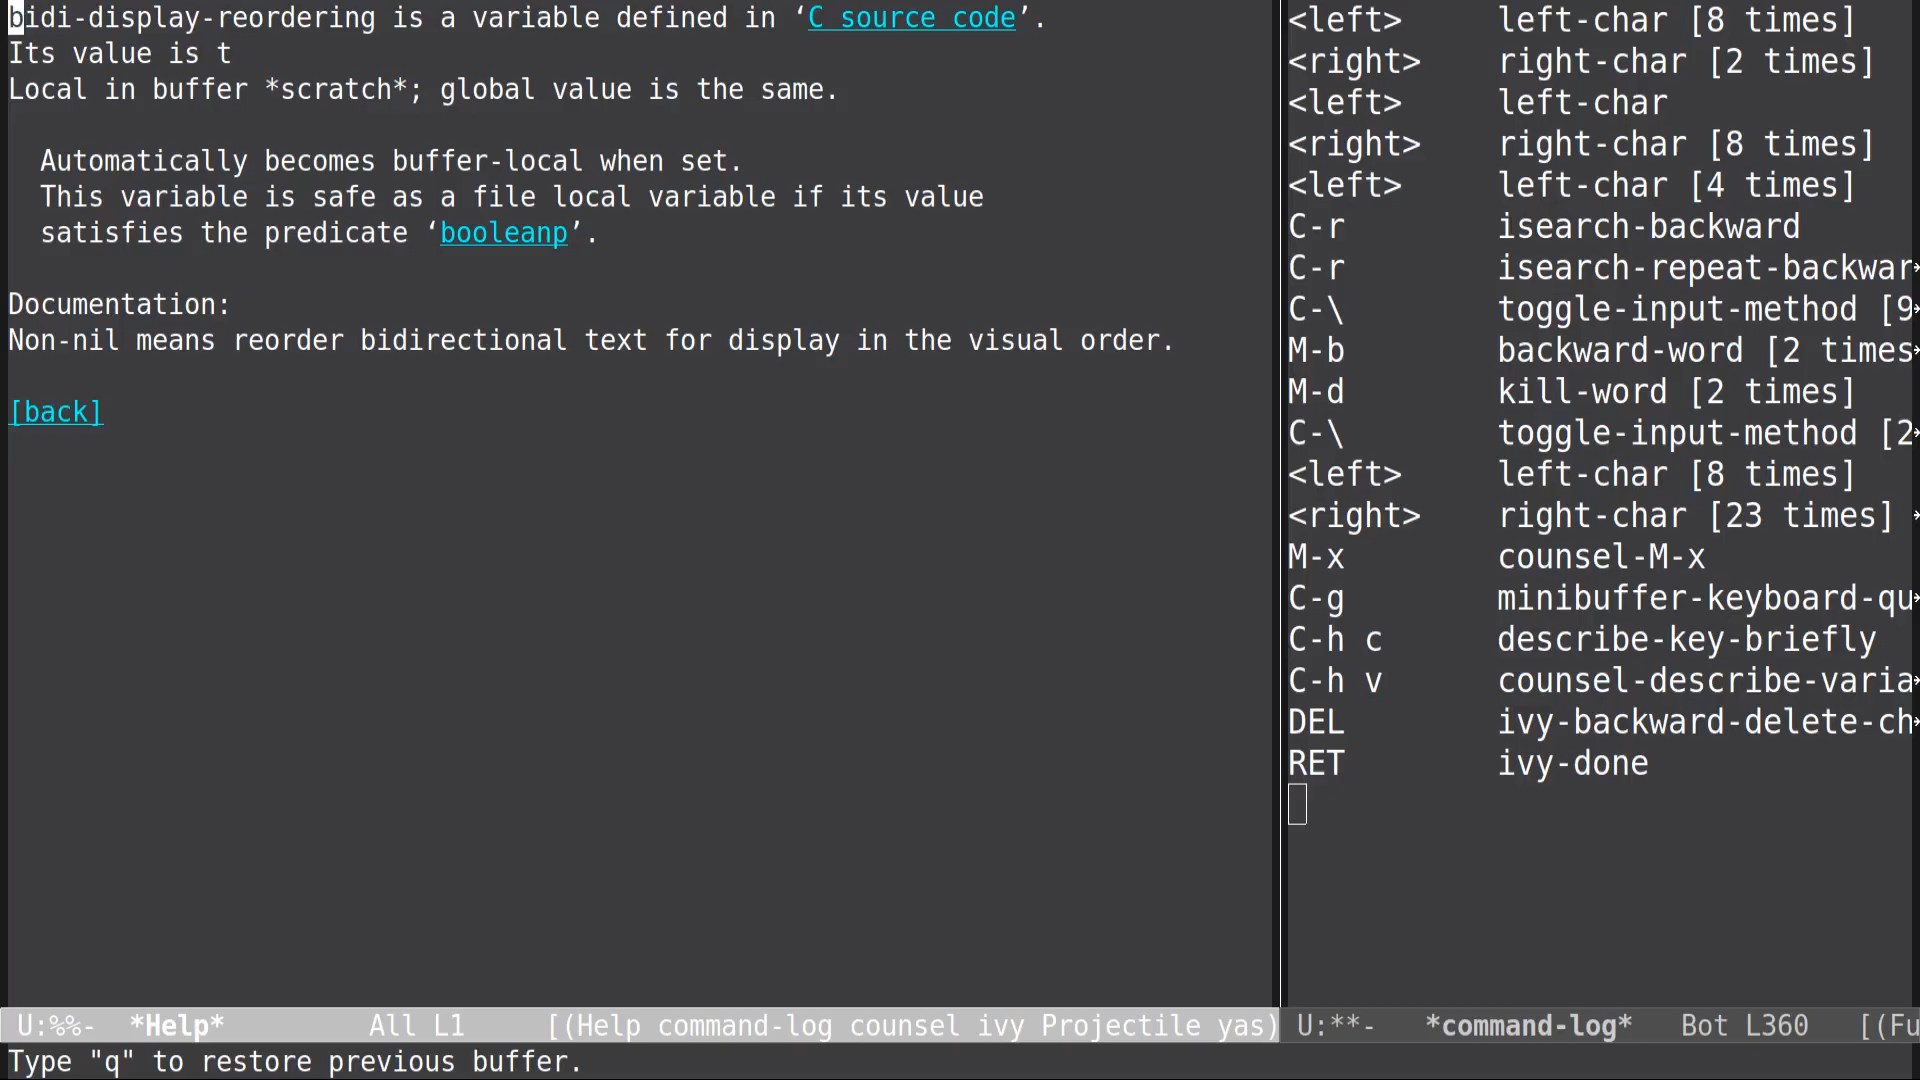 bidi-display-reordering is a variable defined in ‘C source code’.
Its value is t
Local in buffer *scratch*; global value is the same.
Automatically becomes buffer-local when set.
This variable is safe as a file local variable if its value
satisfies the predicate ‘booleanp’.
Documentation:
Non-nil means reorder bidirectional text for display in the visual order.
[back]
U:%%-  *Help*  All L1  [(Help command-log counsel ivy Projectile yas)
<left> left-char [8 times]
<right> right-char [2 times]
<left> left-char
<right> right-char [8 times]
<left> left-char [4 times]
C-r isearch-backward
C-r isearch-repeat-backwar
C-\ toggle-input-method [9
M-b backward-word [2 times
M-d kill-word [2 times]
C-\ toggle-input-method [2
<left> left-char [8 times]
<right> right-char [23 times]
M-x counsel-M-x
C-g minibuffer-keyboard-qu
C-h c describe-key-briefly
C-h v counsel-describe-varia
DEL ivy-backward-delete-ch
RET ivy-done
U:**-  *command-log*  Bot L360  [(Fu
Type "q" to restore previous buffer.